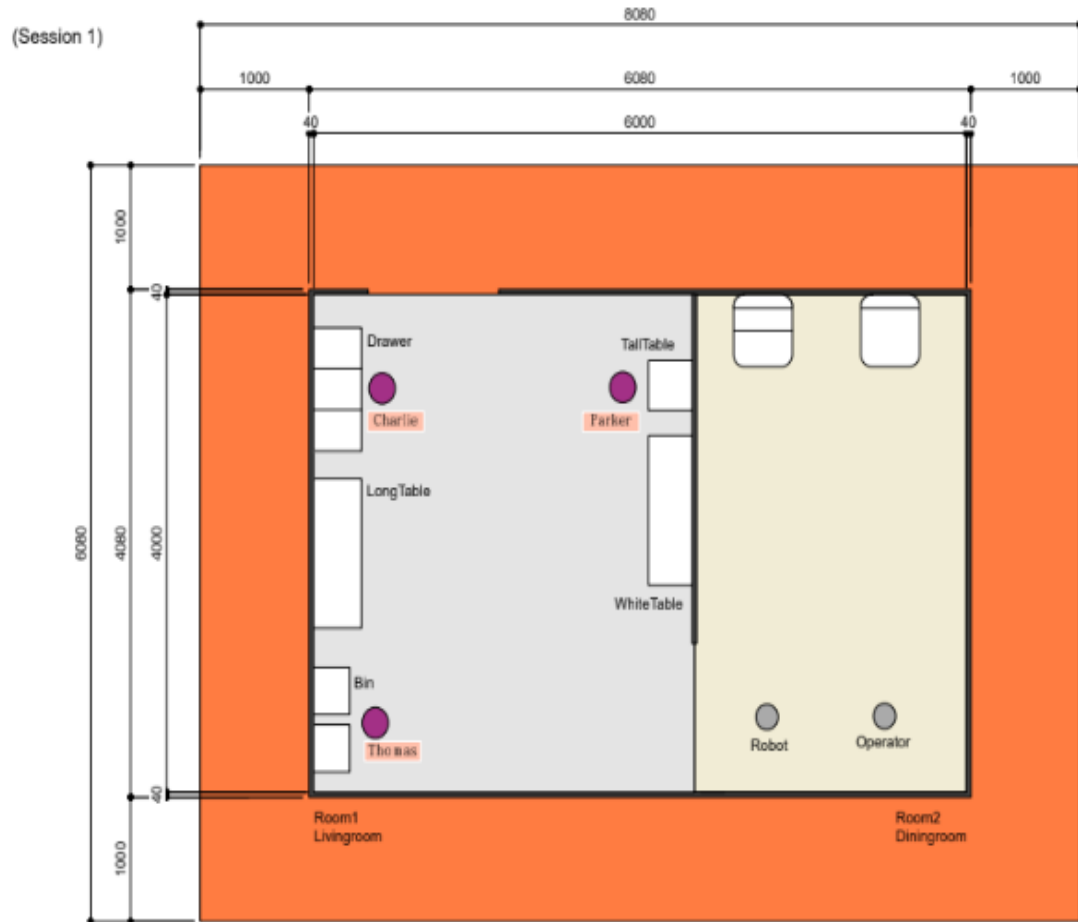 8080
(Session 1)
1000 6080 1000
40 6000 40
1000
40
Drawer
TallTable
Charlie
Parker
LongTable
6080
4080
4000
WhiteTable
Bin
Thomas
Robot
Operator
40
Room1
Livingroom
Room2
Diningroom
1000